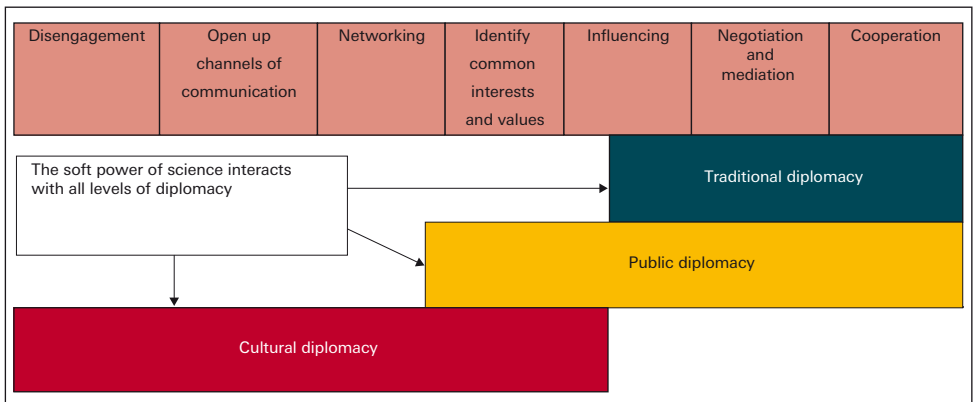 Disengagement
Open up
channels of
communication
Networking
Identify
common
interests
and values
Influencing
Negotiation
and
mediation
Cooperation
The soft power of science interacts
with all levels of diplomacy
Traditional diplomacy
Public diplomacy
Cultural diplomacy